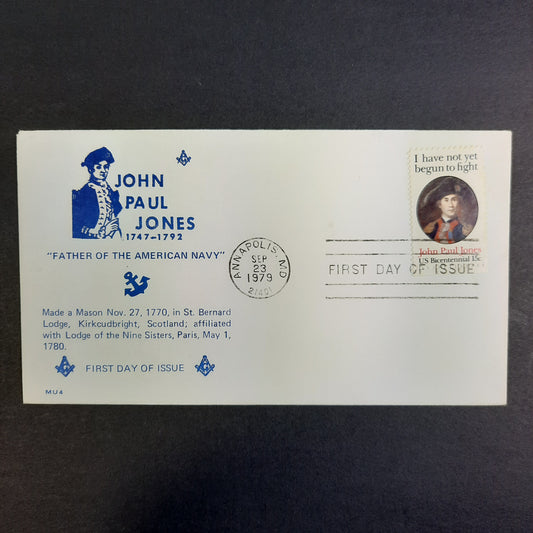 JOHN
PAUL
JONES
1747-1792
"FATHER OF THE AMERICAN NAVY"
Made a Mason Nov. 27, 1770, in St. Bernard
Lodge, Kirkcudbright, Scotland; affiliated
with Lodge of the Nine Sisters, Paris, May 1,
1780.
FIRST DAY OF ISSUE
MU4
ANNAPOLIS, MD
SEP
23
1979
21401
I have not yet
begun to fight
John Paul Jones
US Bicentennial 15c
FIRST DAY OF ISSUE